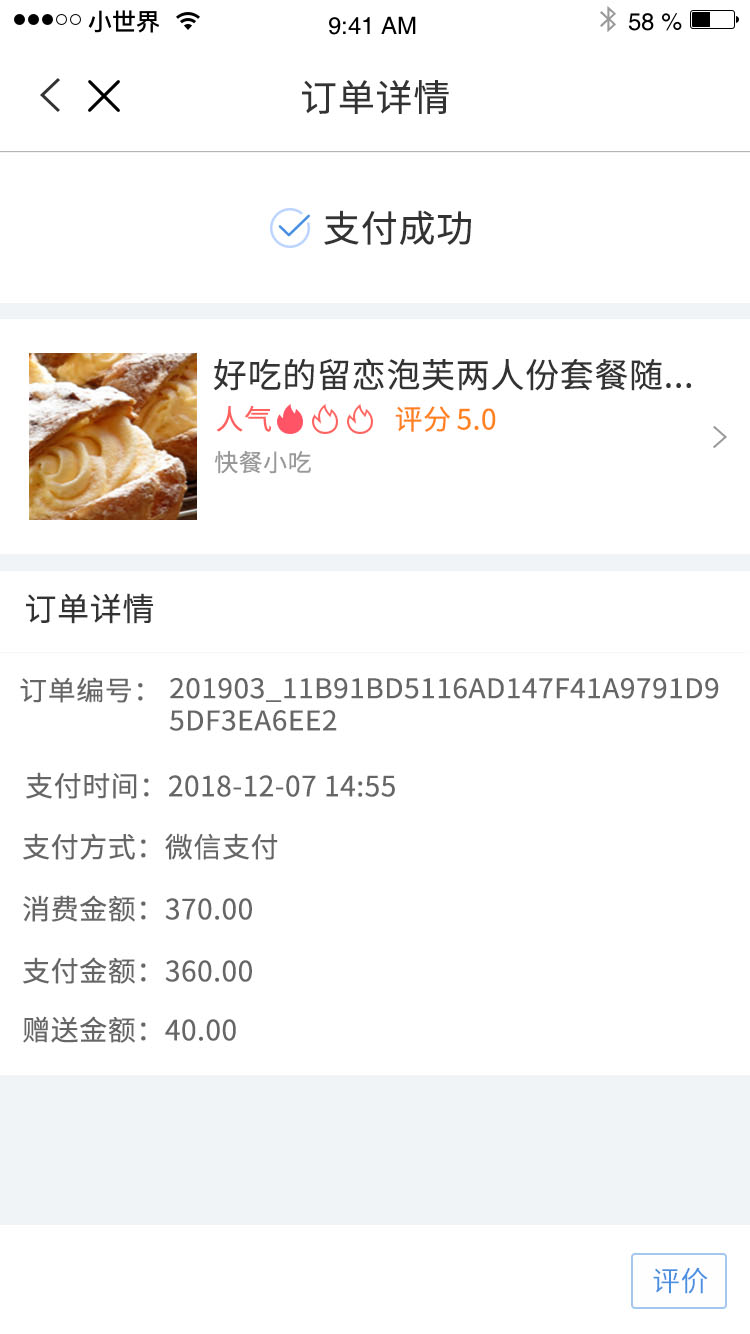 小世界 9:41 AM 58 %
订单详情
支付成功
好吃的留恋泡芙两人份套餐随...
人气 评分 5.0
快餐小吃
订单详情
订单编号： 201903_11B91BD5116AD147F41A9791D9
5DF3EA6EE2
支付时间：2018-12-07 14:55
支付方式：微信支付
消费金额：370.00
支付金额：360.00
赠送金额：40.00
评价